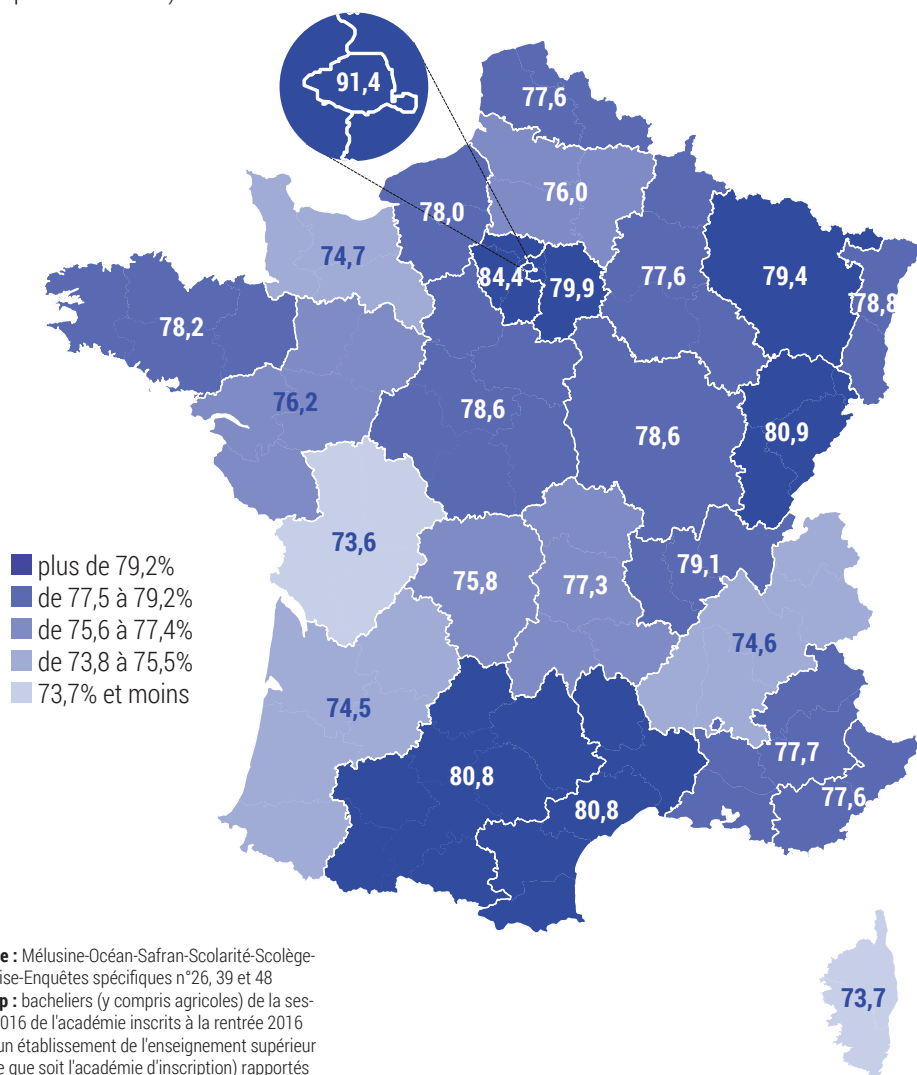 91,4
77,6
76,0
78,0
74,7
84,4
79,9
77,6
79,4
78,8
78,2
76,2
78,6
78,6
80,9
73,6
75,8
77,3
79,1
74,6
plus de 79,2%
de 77,5 à 79,2%
de 75,6 à 77,4%
de 73,8 à 75,5%
73,7% et moins
74,5
77,7
80,8
80,8
77,6
73,7
e : Mélusine-Océan-Safran-Scolarité-Scolège-
ise-Enquêtes spécifiques n°26, 39 et 48
p : bacheliers (y compris agricoles) de la ses-
016 de l'académie inscrits à la rentrée 2016
un établissement de l'enseignement supérieur
e que soit l'académie d'inscription) rapportés